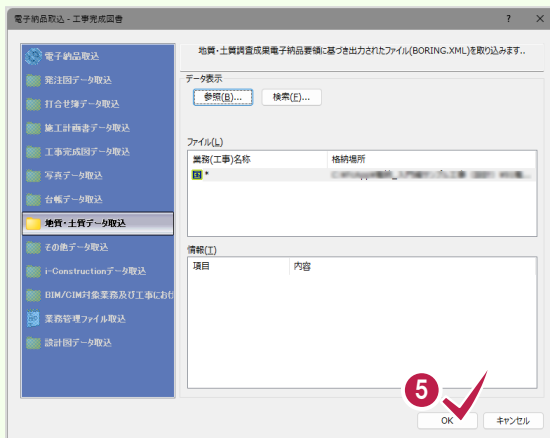 電子納品取込 - 工事完成図書
? ×
電子納品取込
発注図データ取込
打合せ簿データ取込
施工計画書データ取込
工事完成図データ取込
写真データ取込
台帳データ取込
地質・土質データ取込
その他データ取込
i-Constructionデータ取込
BIM/CIM対象業務及び工事におけ
業務管理ファイル取込
設計図データ取込
地質・土質調査成果電子納品要領に基づき出力されたファイル(BORING.XML)を取り込みます..
データ表示
参照(B)... 検索(F)...
ファイル(L)
業務(工事)名称 格納場所
*
情報(T)
項目 内容
5
OK キャンセル